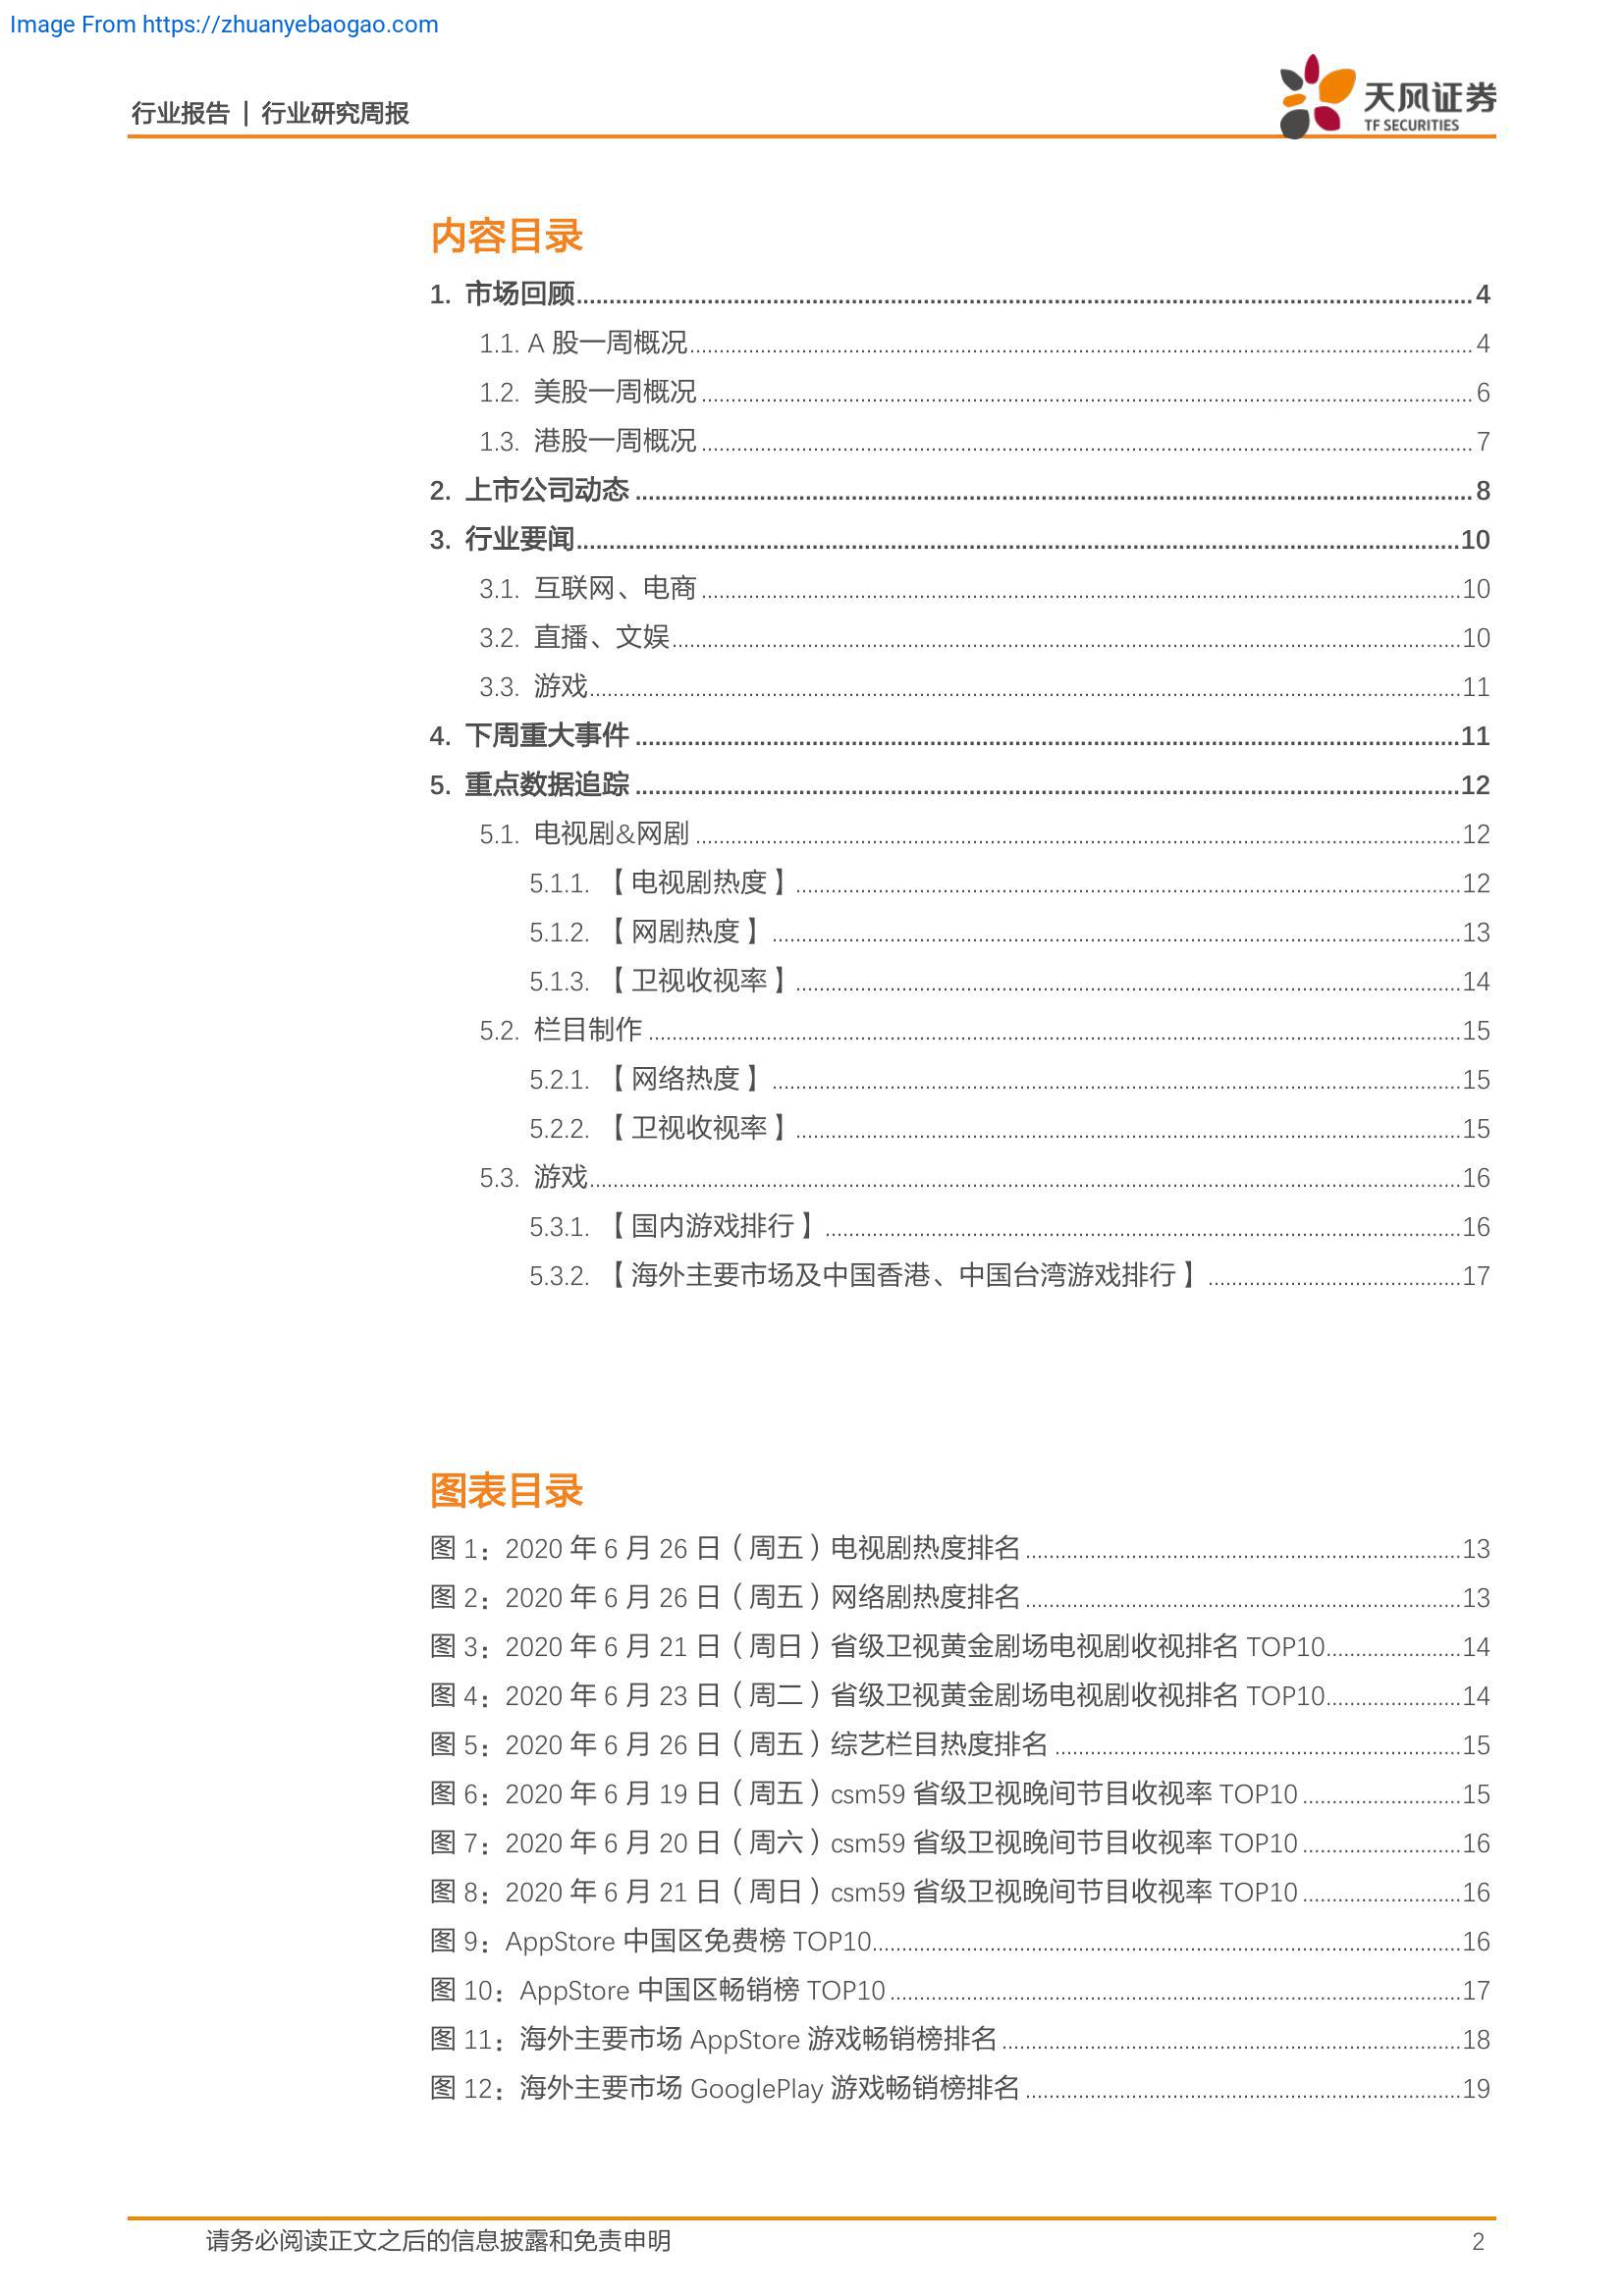 Image From https://zhuanyebaogao.com
行业报告 | 行业研究周报
天风证券
TF SECURITIES
内容目录
1. 市场回顾....................4
1.1. A 股一周概况....................4
1.2. 美股一周概况....................6
1.3. 港股一周概况....................7
2. 上市公司动态....................8
3. 行业要闻....................10
3.1. 互联网、电商....................10
3.2. 直播、文娱....................10
3.3. 游戏....................11
4. 下周重大事件....................11
5. 重点数据追踪....................12
5.1. 电视剧&网剧....................12
5.1.1. 【电视剧热度】....................12
5.1.2. 【网剧热度】....................13
5.1.3. 【卫视收视率】....................14
5.2. 栏目制作....................15
5.2.1. 【网络热度】....................15
5.2.2. 【卫视收视率】....................15
5.3. 游戏....................16
5.3.1. 【国内游戏排行】....................16
5.3.2. 【海外主要市场及中国香港、中国台湾游戏排行】....................17
图表目录
图 1：2020 年 6 月 26 日（周五）电视剧热度排名....................13
图 2：2020 年 6 月 26 日（周五）网络剧热度排名....................13
图 3：2020 年 6 月 21 日（周日）省级卫视黄金剧场电视剧收视排名 TOP10....................14
图 4：2020 年 6 月 23 日（周二）省级卫视黄金剧场电视剧收视排名 TOP10....................14
图 5：2020 年 6 月 26 日（周五）综艺栏目热度排名....................15
图 6：2020 年 6 月 19 日（周五）csm59 省级卫视晚间节目收视率 TOP10....................15
图 7：2020 年 6 月 20 日（周六）csm59 省级卫视晚间节目收视率 TOP10....................16
图 8：2020 年 6 月 21 日（周日）csm59 省级卫视晚间节目收视率 TOP10....................16
图 9：AppStore 中国区免费榜 TOP10....................16
图 10：AppStore 中国区畅销榜 TOP10....................17
图 11：海外主要市场 AppStore 游戏畅销榜排名....................18
图 12：海外主要市场 GooglePlay 游戏畅销榜排名....................19
请务必阅读正文之后的信息披露和免责申明 2